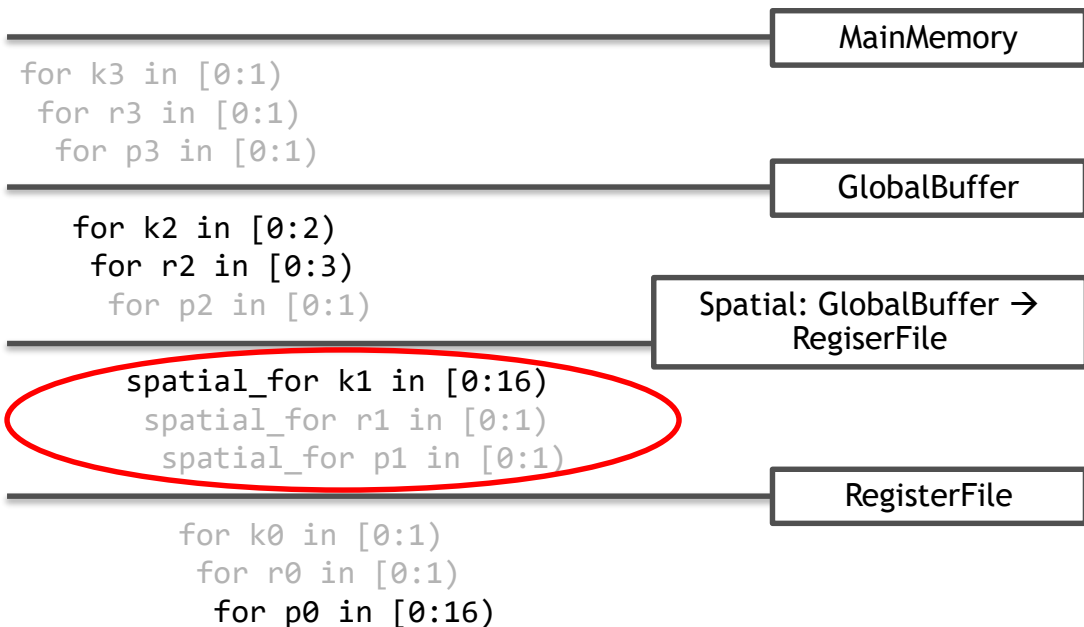 MainMemory
for k3 in [0:1)
for r3 in [0:1)
for p3 in [0:1)
GlobalBuffer
for k2 in [0:2)
for r2 in [0:3)
for p2 in [0:1)
Spatial: GlobalBuffer →
RegiserFile
spatial_for k1 in [0:16)
spatial_for r1 in [0:1)
spatial_for p1 in [0:1)
RegisterFile
for k0 in [0:1)
for r0 in [0:1)
for p0 in [0:16)